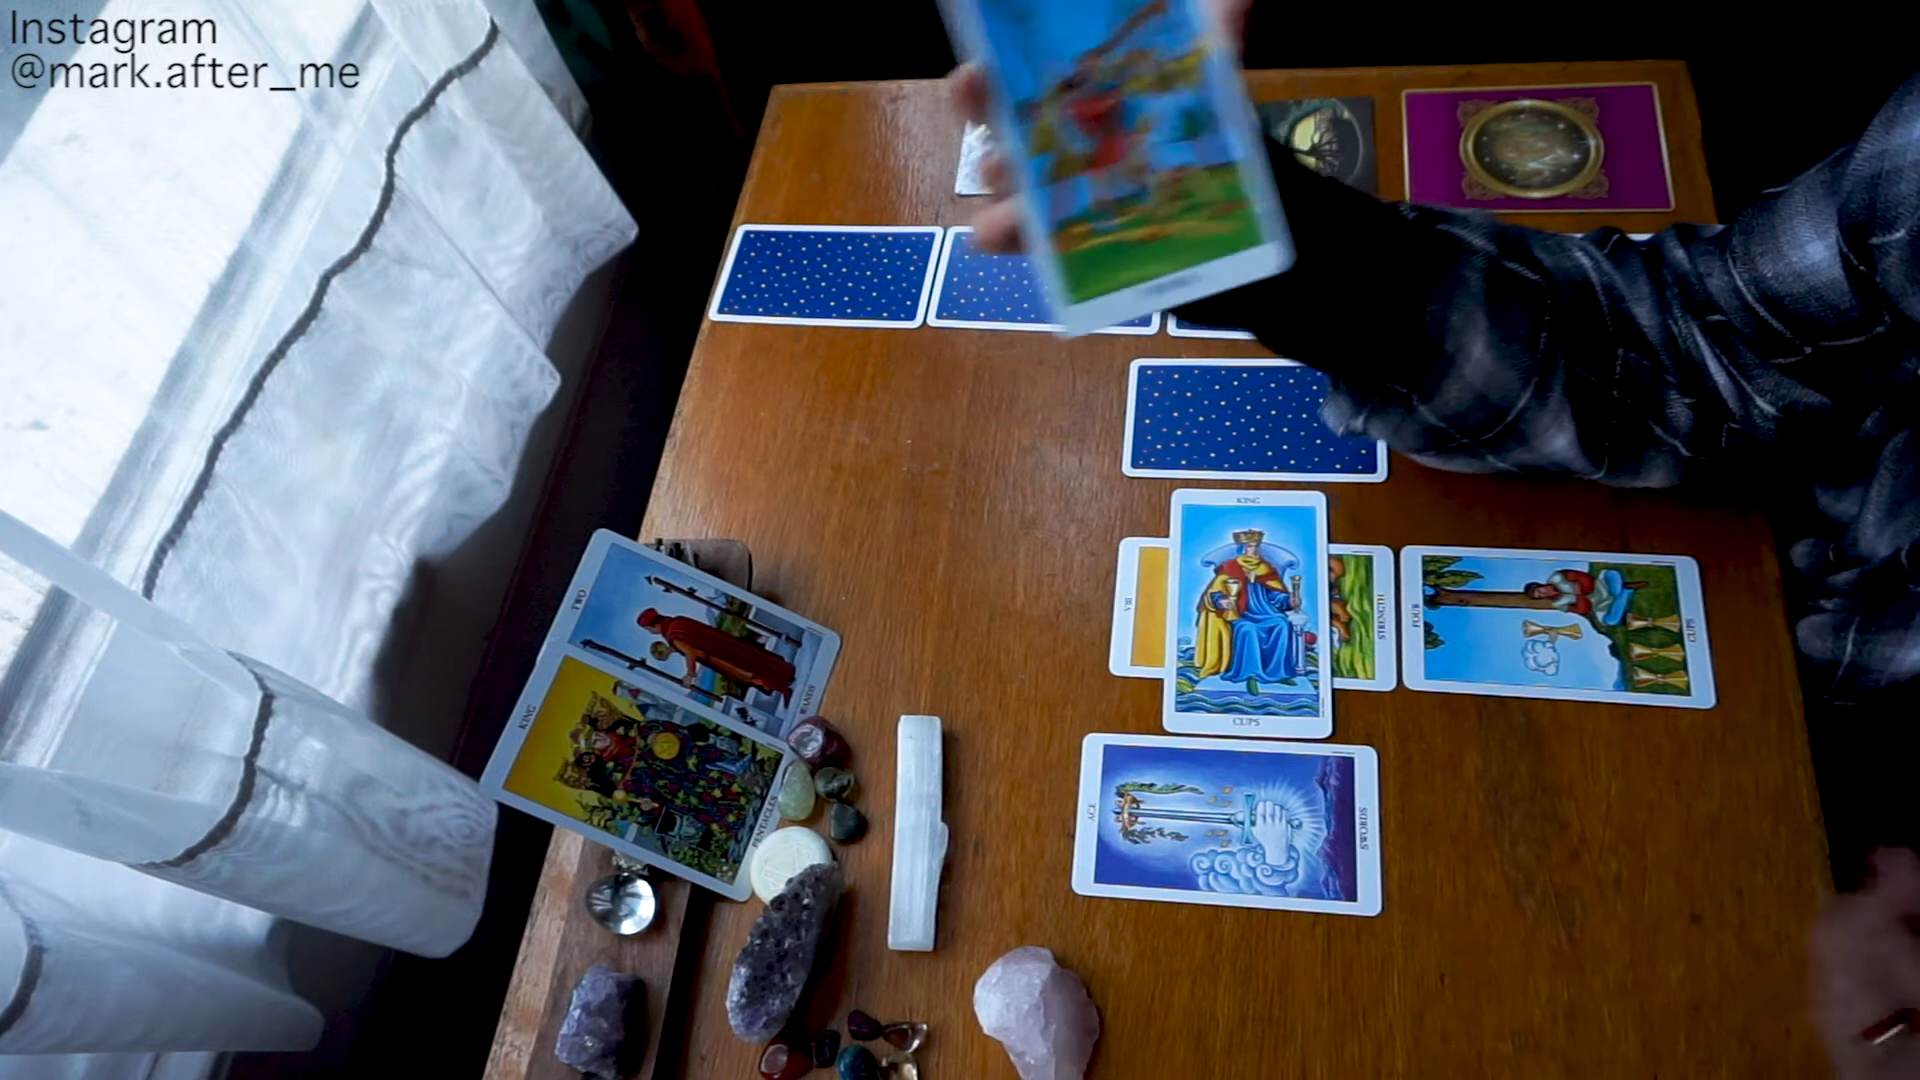 Instagram
@mark.after_me
KING
CUPS
STRENGTH
FOUR
CUPS
TWO
WANDS
KING
PENTACLES
ACE
SWORDS